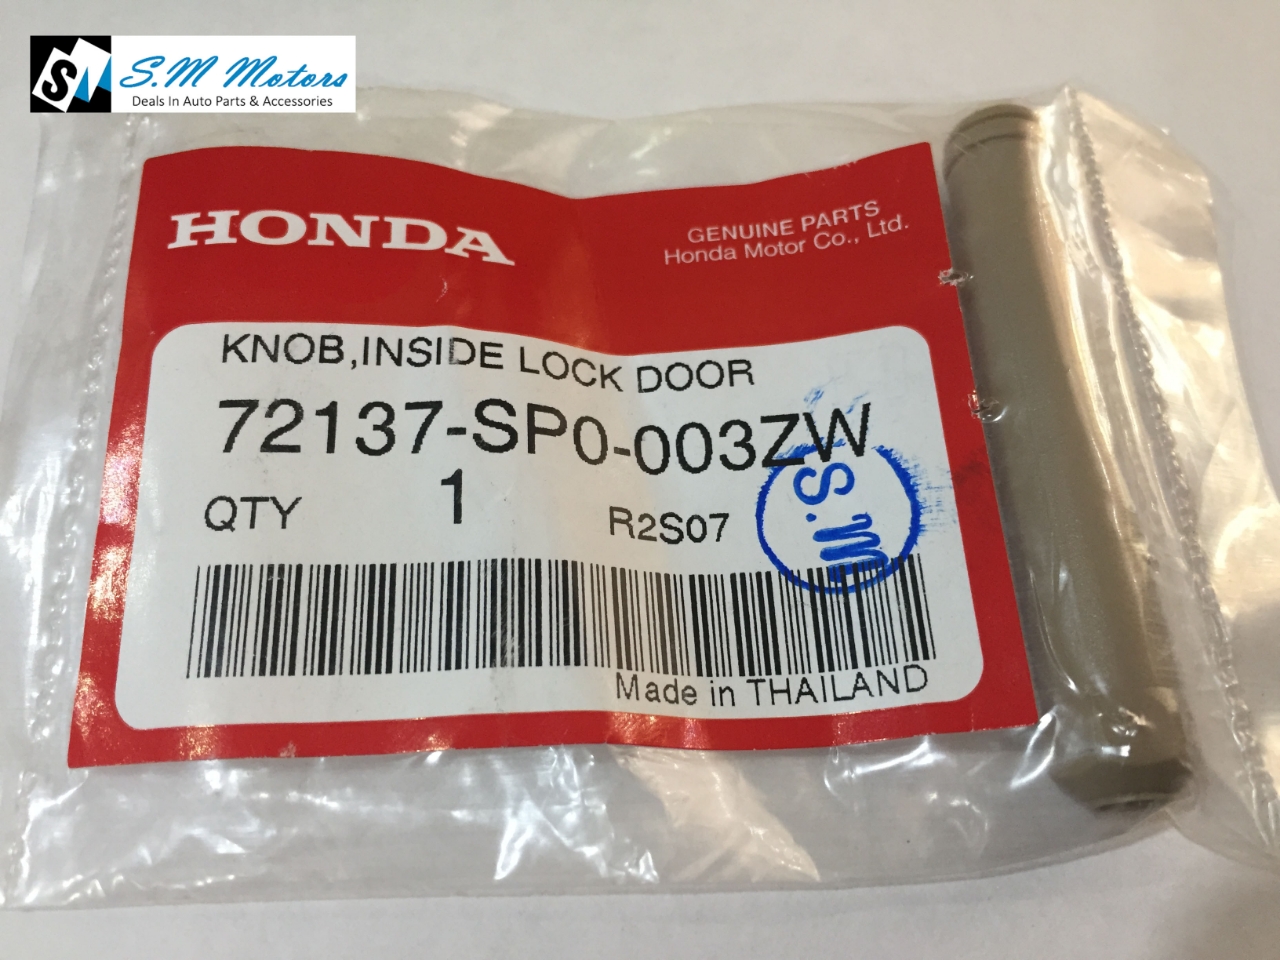 S.M Motors
Deals In Auto Parts & Accessories
HONDA
GENUINE PARTS
Honda Motor Co., Ltd.
KNOB,INSIDE LOCK DOOR
72137-SP0-003ZW
QTY 1 R2S07
S.M
Made in THAILAND